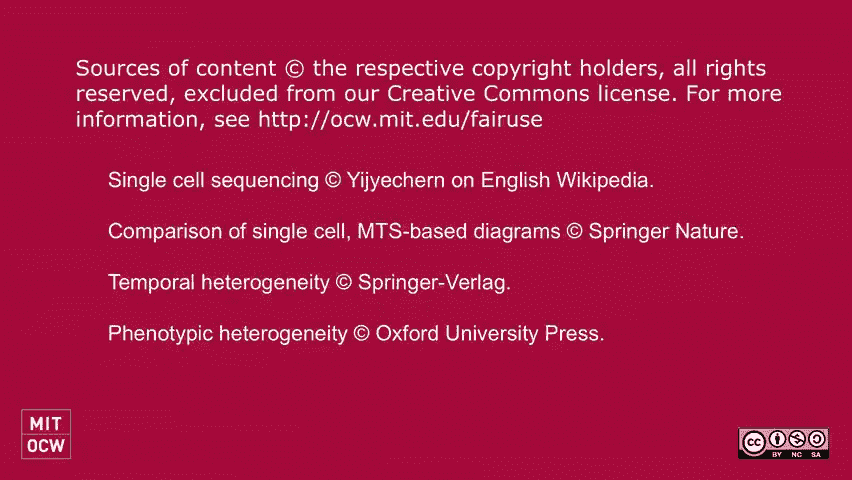 Sources of content © the respective copyright holders, all rights
reserved, excluded from our Creative Commons license. For more
information, see http://ocw.mit.edu/fairuse
Single cell sequencing © Yijyechern on English Wikipedia.
Comparison of single cell, MTS-based diagrams © Springer Nature.
Temporal heterogeneity © Springer-Verlag.
Phenotypic heterogeneity © Oxford University Press.
MIT
OCW
cc
BY NC SA